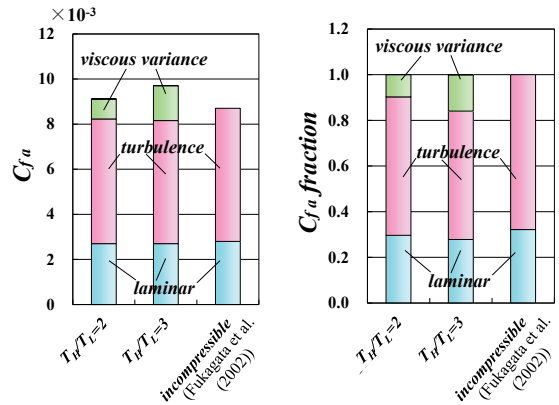 ×10⁻³
12
10
8
6
4
2
0
C_{f a}
viscous variance
turbulence
laminar
T_H/T_L=2
T_H/T_L=3
incompressible
(Fukagata et al.
(2002))
1.2
1.0
0.8
0.6
0.4
0.2
0.0
C_{f a} fraction
viscous variance
turbulence
laminar
T_H/T_L=2
T_H/T_L=3
incompressible
(Fukagata et al.
(2002))